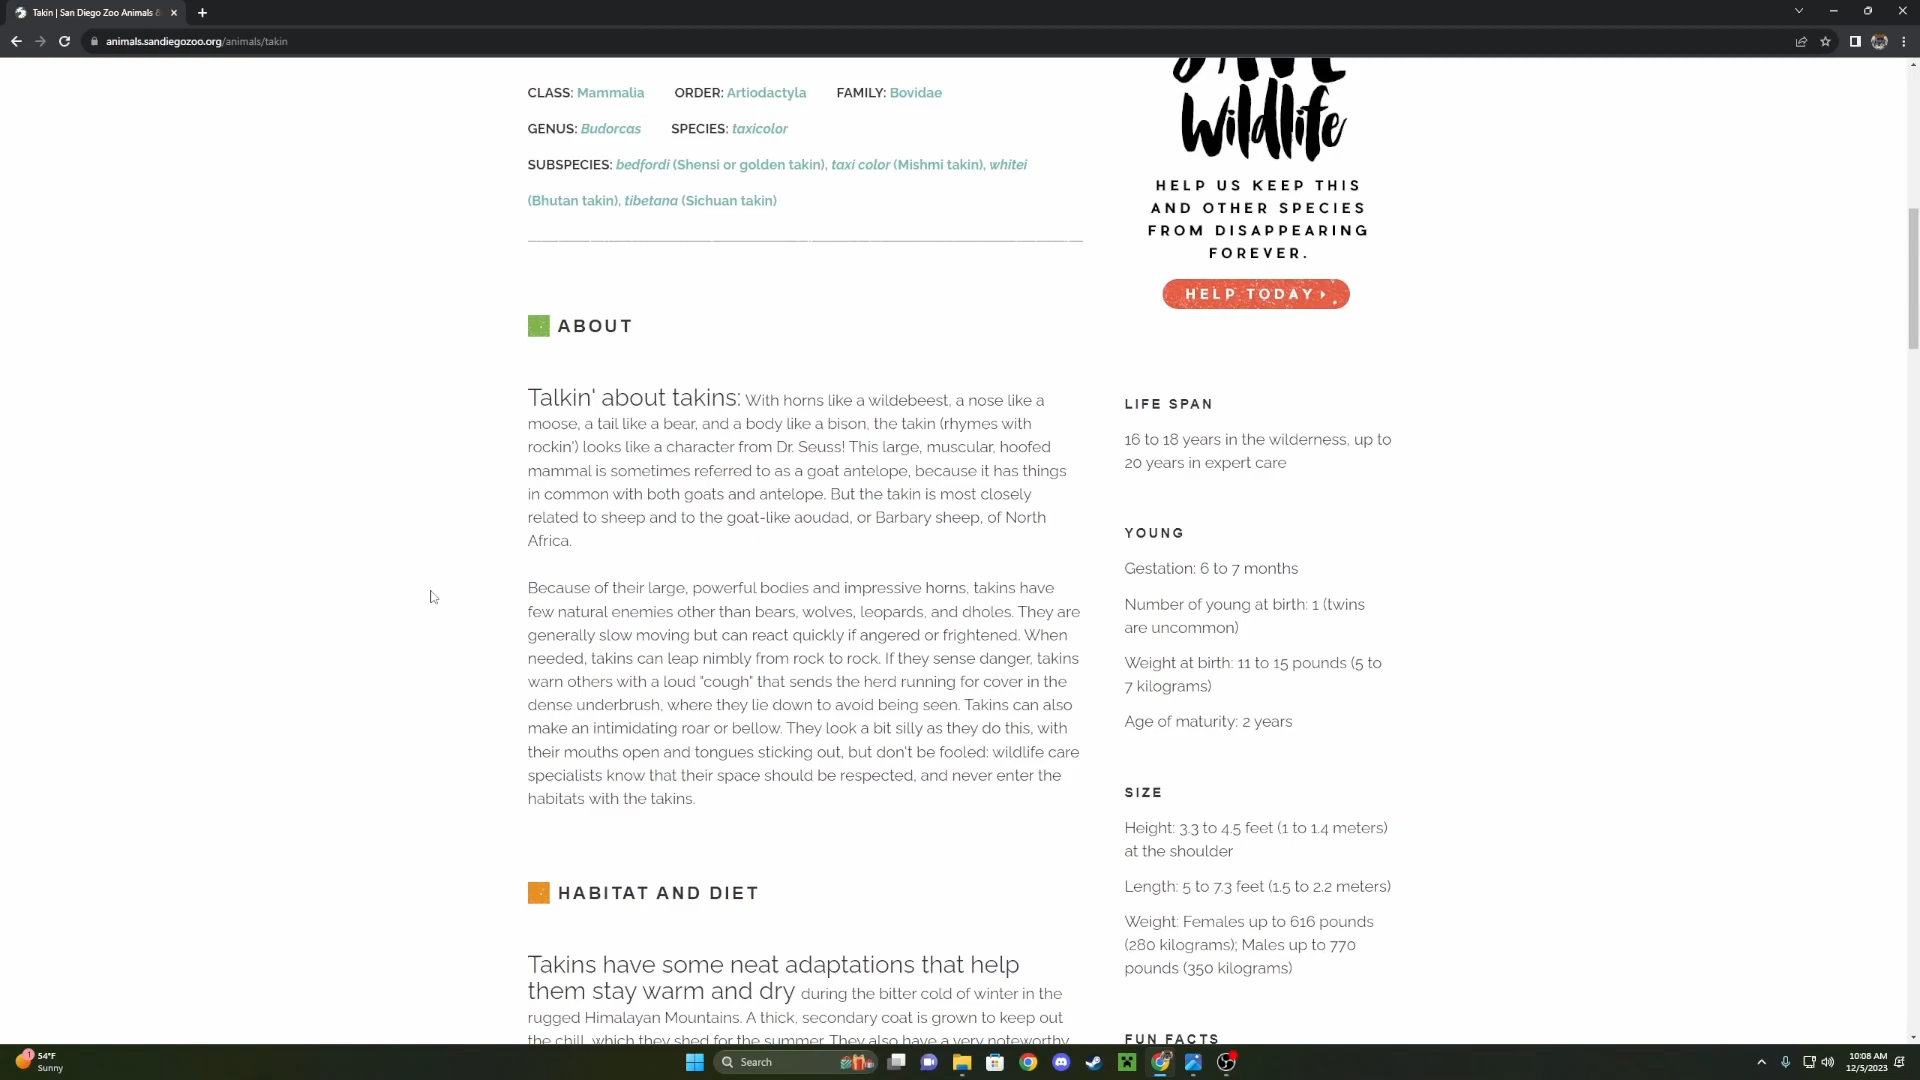 Takin | San Diego Zoo Animals &
animals.sandiegozoo.org/animals/takin
CLASS: Mammalia ORDER: Artiodactyla FAMILY: Bovidae
GENUS: Budorcas SPECIES: taxicolor
SUBSPECIES: bedfordi (Shensi or golden takin), taxi color (Mishmi takin), whitei
(Bhutan takin), tibetana (Sichuan takin)
ABOUT
Talkin' about takins: With horns like a wildebeest, a nose like a
moose, a tail like a bear, and a body like a bison, the takin (rhymes with
rockin') looks like a character from Dr. Seuss! This large, muscular, hoofed
mammal is sometimes referred to as a goat antelope, because it has things
in common with both goats and antelope. But the takin is most closely
related to sheep and to the goat-like aoudad, or Barbary sheep, of North
Africa.
Because of their large, powerful bodies and impressive horns, takins have
few natural enemies other than bears, wolves, leopards, and dholes. They are
generally slow moving but can react quickly if angered or frightened. When
needed, takins can leap nimbly from rock to rock. If they sense danger, takins
warn others with a loud "cough" that sends the herd running for cover in the
dense underbrush, where they lie down to avoid being seen. Takins can also
make an intimidating roar or bellow. They look a bit silly as they do this, with
their mouths open and tongues sticking out, but don't be fooled: wildlife care
specialists know that their space should be respected, and never enter the
habitats with the takins.
HABITAT AND DIET
Takins have some neat adaptations that help
them stay warm and dry during the bitter cold of winter in the
rugged Himalayan Mountains. A thick, secondary coat is grown to keep out
the chill, which they shed for the summer. They also have a very noteworthy
SAVE
Wildlife
HELP US KEEP THIS
AND OTHER SPECIES
FROM DISAPPEARING
FOREVER.
HELP TODAY
LIFE SPAN
16 to 18 years in the wilderness, up to
20 years in expert care
YOUNG
Gestation: 6 to 7 months
Number of young at birth: 1 (twins
are uncommon)
Weight at birth: 11 to 15 pounds (5 to
7 kilograms)
Age of maturity: 2 years
SIZE
Height: 3.3 to 4.5 feet (1 to 1.4 meters)
at the shoulder
Length: 5 to 7.3 feet (1.5 to 2.2 meters)
Weight: Females up to 616 pounds
(280 kilograms); Males up to 770
pounds (350 kilograms)
FUN FACTS
1
54°F
Sunny
Search
10:08 AM
12/5/2023